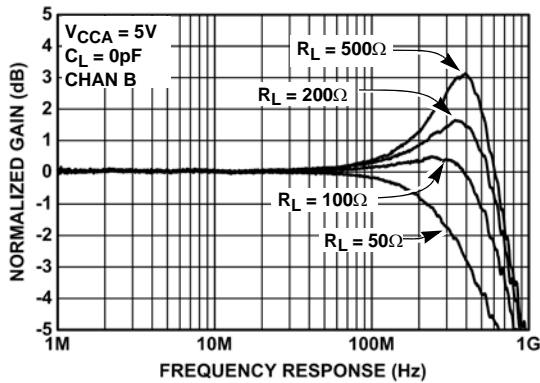 NORMALIZED GAIN (dB)
5
4
3
2
1
0
-1
-2
-3
-4
-5
V_CCA = 5V
C_L = 0pF
CHAN B
R_L = 500Ω
R_L = 200Ω
R_L = 100Ω
R_L = 50Ω
1M 10M 100M 1G
FREQUENCY RESPONSE (Hz)